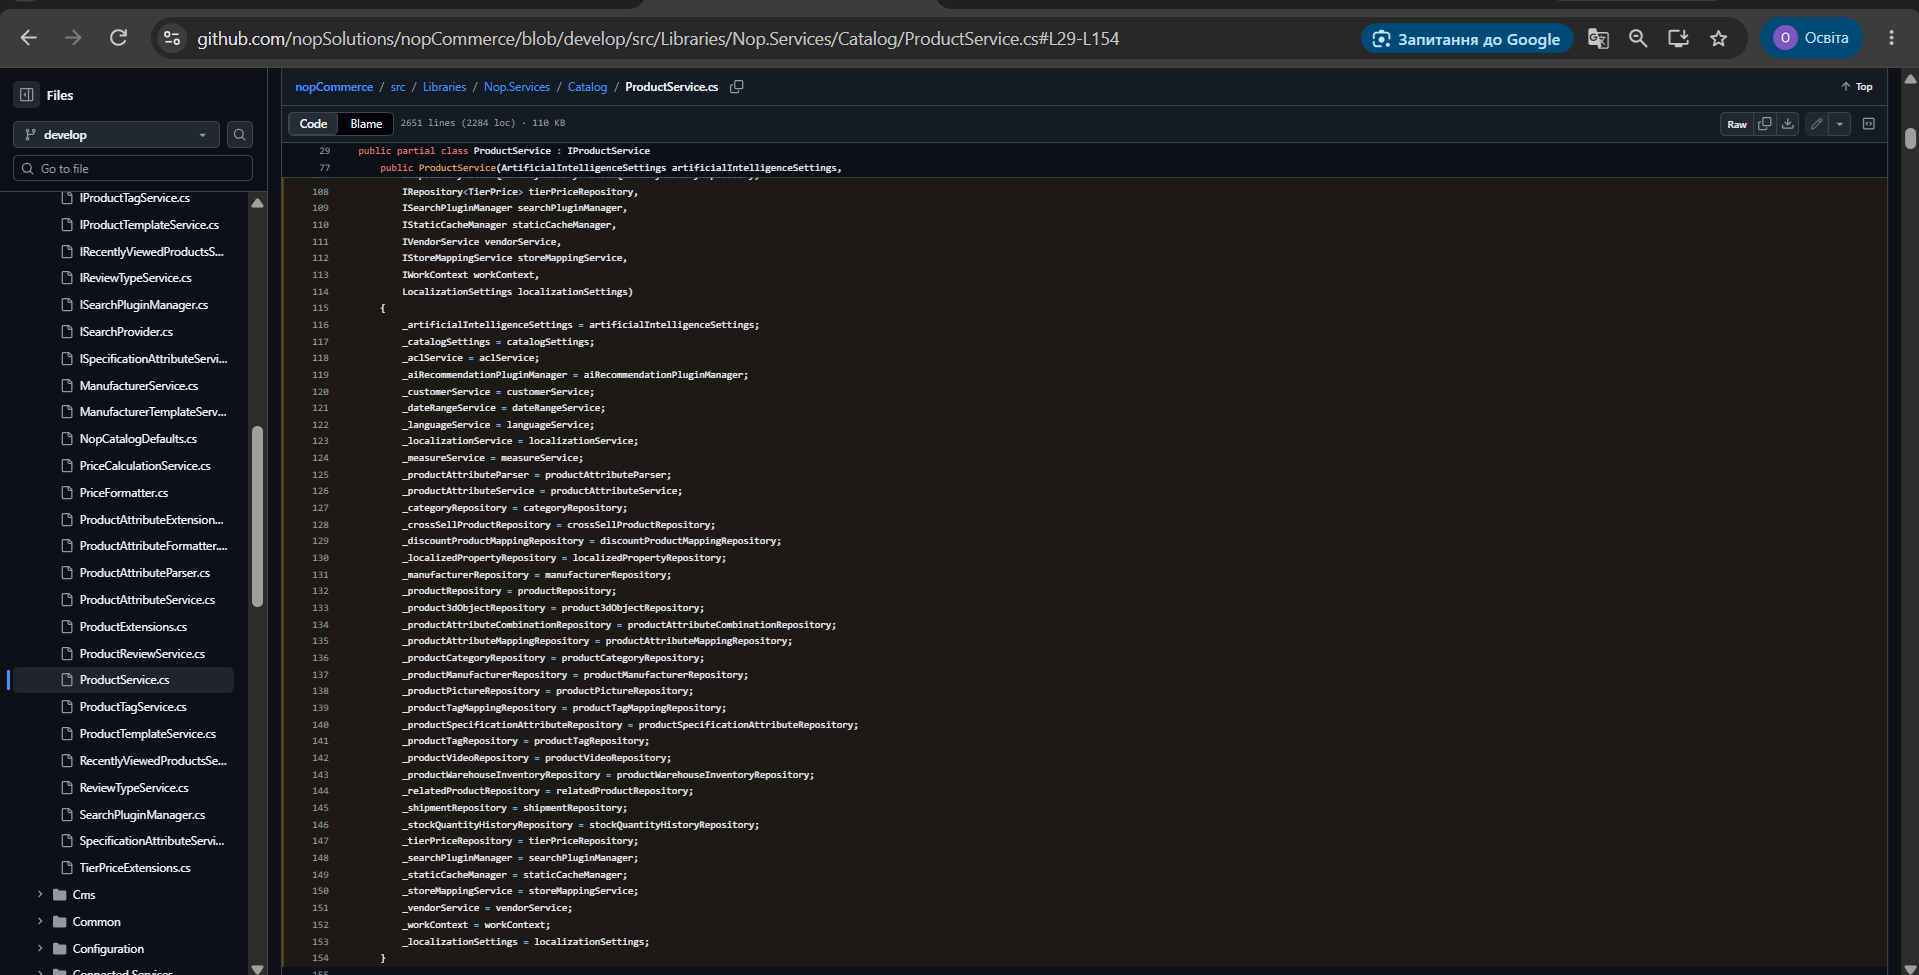 github.com/nopSolutions/nopCommerce/blob/develop/src/Libraries/Nop.Services/Catalog/ProductService.cs#L29-L154
Запитання до Google
О Освіта
Files
develop
Go to file
IProductTagService.cs
IProductTemplateService.cs
IRecentlyViewedProductsS...
IReviewTypeService.cs
ISearchPluginManager.cs
ISearchProvider.cs
ISpecificationAttributeServi...
ManufacturerService.cs
ManufacturerTemplateServ...
NopCatalogDefaults.cs
PriceCalculationService.cs
PriceFormatter.cs
ProductAttributeExtension...
ProductAttributeFormatter....
ProductAttributeParser.cs
ProductAttributeService.cs
ProductExtensions.cs
ProductReviewService.cs
ProductService.cs
ProductTagService.cs
ProductTemplateService.cs
RecentlyViewedProductsSe...
ReviewTypeService.cs
SearchPluginManager.cs
SpecificationAttributeServi...
TierPriceExtensions.cs
Cms
Common
Configuration
Connected Services
nopCommerce / src / Libraries / Nop.Services / Catalog / ProductService.cs
Top
Code Blame 2651 lines (2284 loc) · 110 KB
Raw
29 public partial class ProductService : IProductService
77 public ProductService(ArtificialIntelligenceSettings artificialIntelligenceSettings,
108 IRepository<TierPrice> tierPriceRepository,
109 ISearchPluginManager searchPluginManager,
110 IStaticCacheManager staticCacheManager,
111 IVendorService vendorService,
112 IStoreMappingService storeMappingService,
113 IWorkContext workContext,
114 LocalizationSettings localizationSettings)
115 {
116 _artificialIntelligenceSettings = artificialIntelligenceSettings;
117 _catalogSettings = catalogSettings;
118 _aclService = aclService;
119 _aiRecommendationPluginManager = aiRecommendationPluginManager;
120 _customerService = customerService;
121 _dateRangeService = dateRangeService;
122 _languageService = languageService;
123 _localizationService = localizationService;
124 _measureService = measureService;
125 _productAttributeParser = productAttributeParser;
126 _productAttributeService = productAttributeService;
127 _categoryRepository = categoryRepository;
128 _crossSellProductRepository = crossSellProductRepository;
129 _discountProductMappingRepository = discountProductMappingRepository;
130 _localizedPropertyRepository = localizedPropertyRepository;
131 _manufacturerRepository = manufacturerRepository;
132 _productRepository = productRepository;
133 _product3dObjectRepository = product3dObjectRepository;
134 _productAttributeCombinationRepository = productAttributeCombinationRepository;
135 _productAttributeMappingRepository = productAttributeMappingRepository;
136 _productCategoryRepository = productCategoryRepository;
137 _productManufacturerRepository = productManufacturerRepository;
138 _productPictureRepository = productPictureRepository;
139 _productTagMappingRepository = productTagMappingRepository;
140 _productSpecificationAttributeRepository = productSpecificationAttributeRepository;
141 _productTagRepository = productTagRepository;
142 _productVideoRepository = productVideoRepository;
143 _productWarehouseInventoryRepository = productWarehouseInventoryRepository;
144 _relatedProductRepository = relatedProductRepository;
145 _shipmentRepository = shipmentRepository;
146 _stockQuantityHistoryRepository = stockQuantityHistoryRepository;
147 _tierPriceRepository = tierPriceRepository;
148 _searchPluginManager = searchPluginManager;
149 _staticCacheManager = staticCacheManager;
150 _storeMappingService = storeMappingService;
151 _vendorService = vendorService;
152 _workContext = workContext;
153 _localizationSettings = localizationSettings;
154 }
155